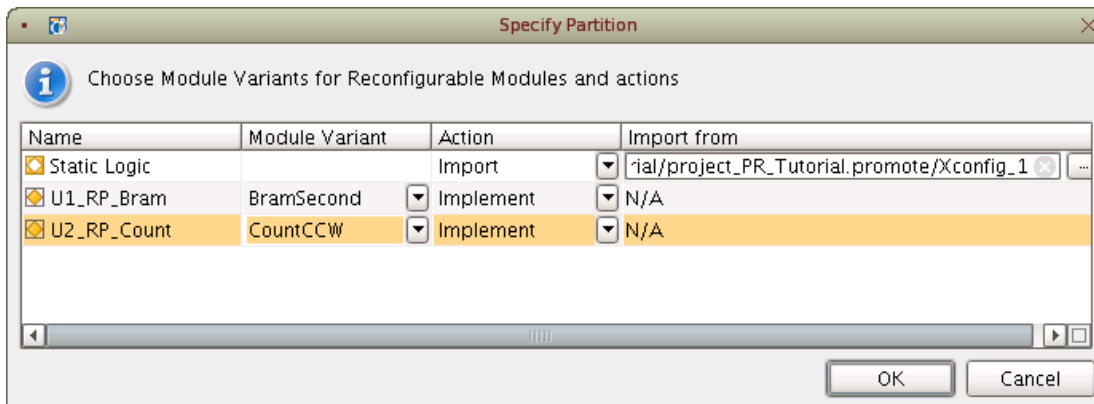 Specify Partition
Choose Module Variants for Reconfigurable Modules and actions
Name Module Variant Action Import from
Static Logic Import rial/project_PR_Tutorial.promote/Xconfig_1 ...
U1_RP_Bram BramSecond Implement N/A
U2_RP_Count CountCCW Implement N/A
OK Cancel